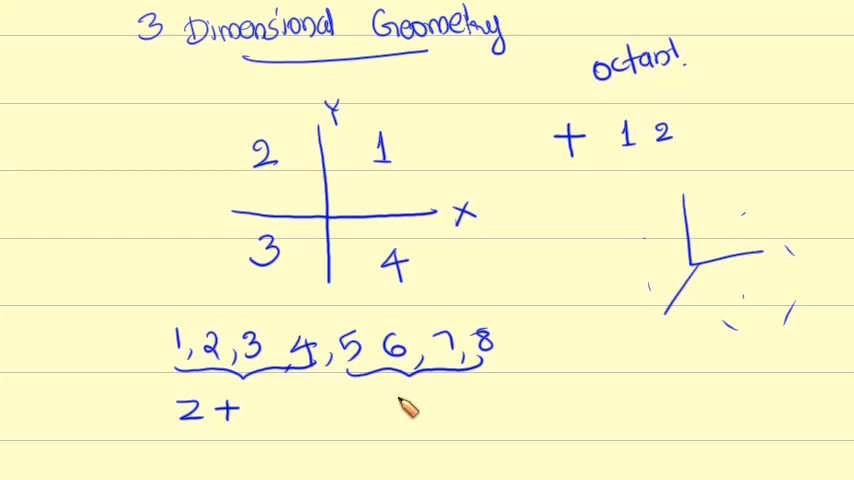 3 Dimensional Geometry
octant.
Y
2 1
+ 1 2
X
3 4
1, 2, 3 4, 5 6, 7, 8
Z +